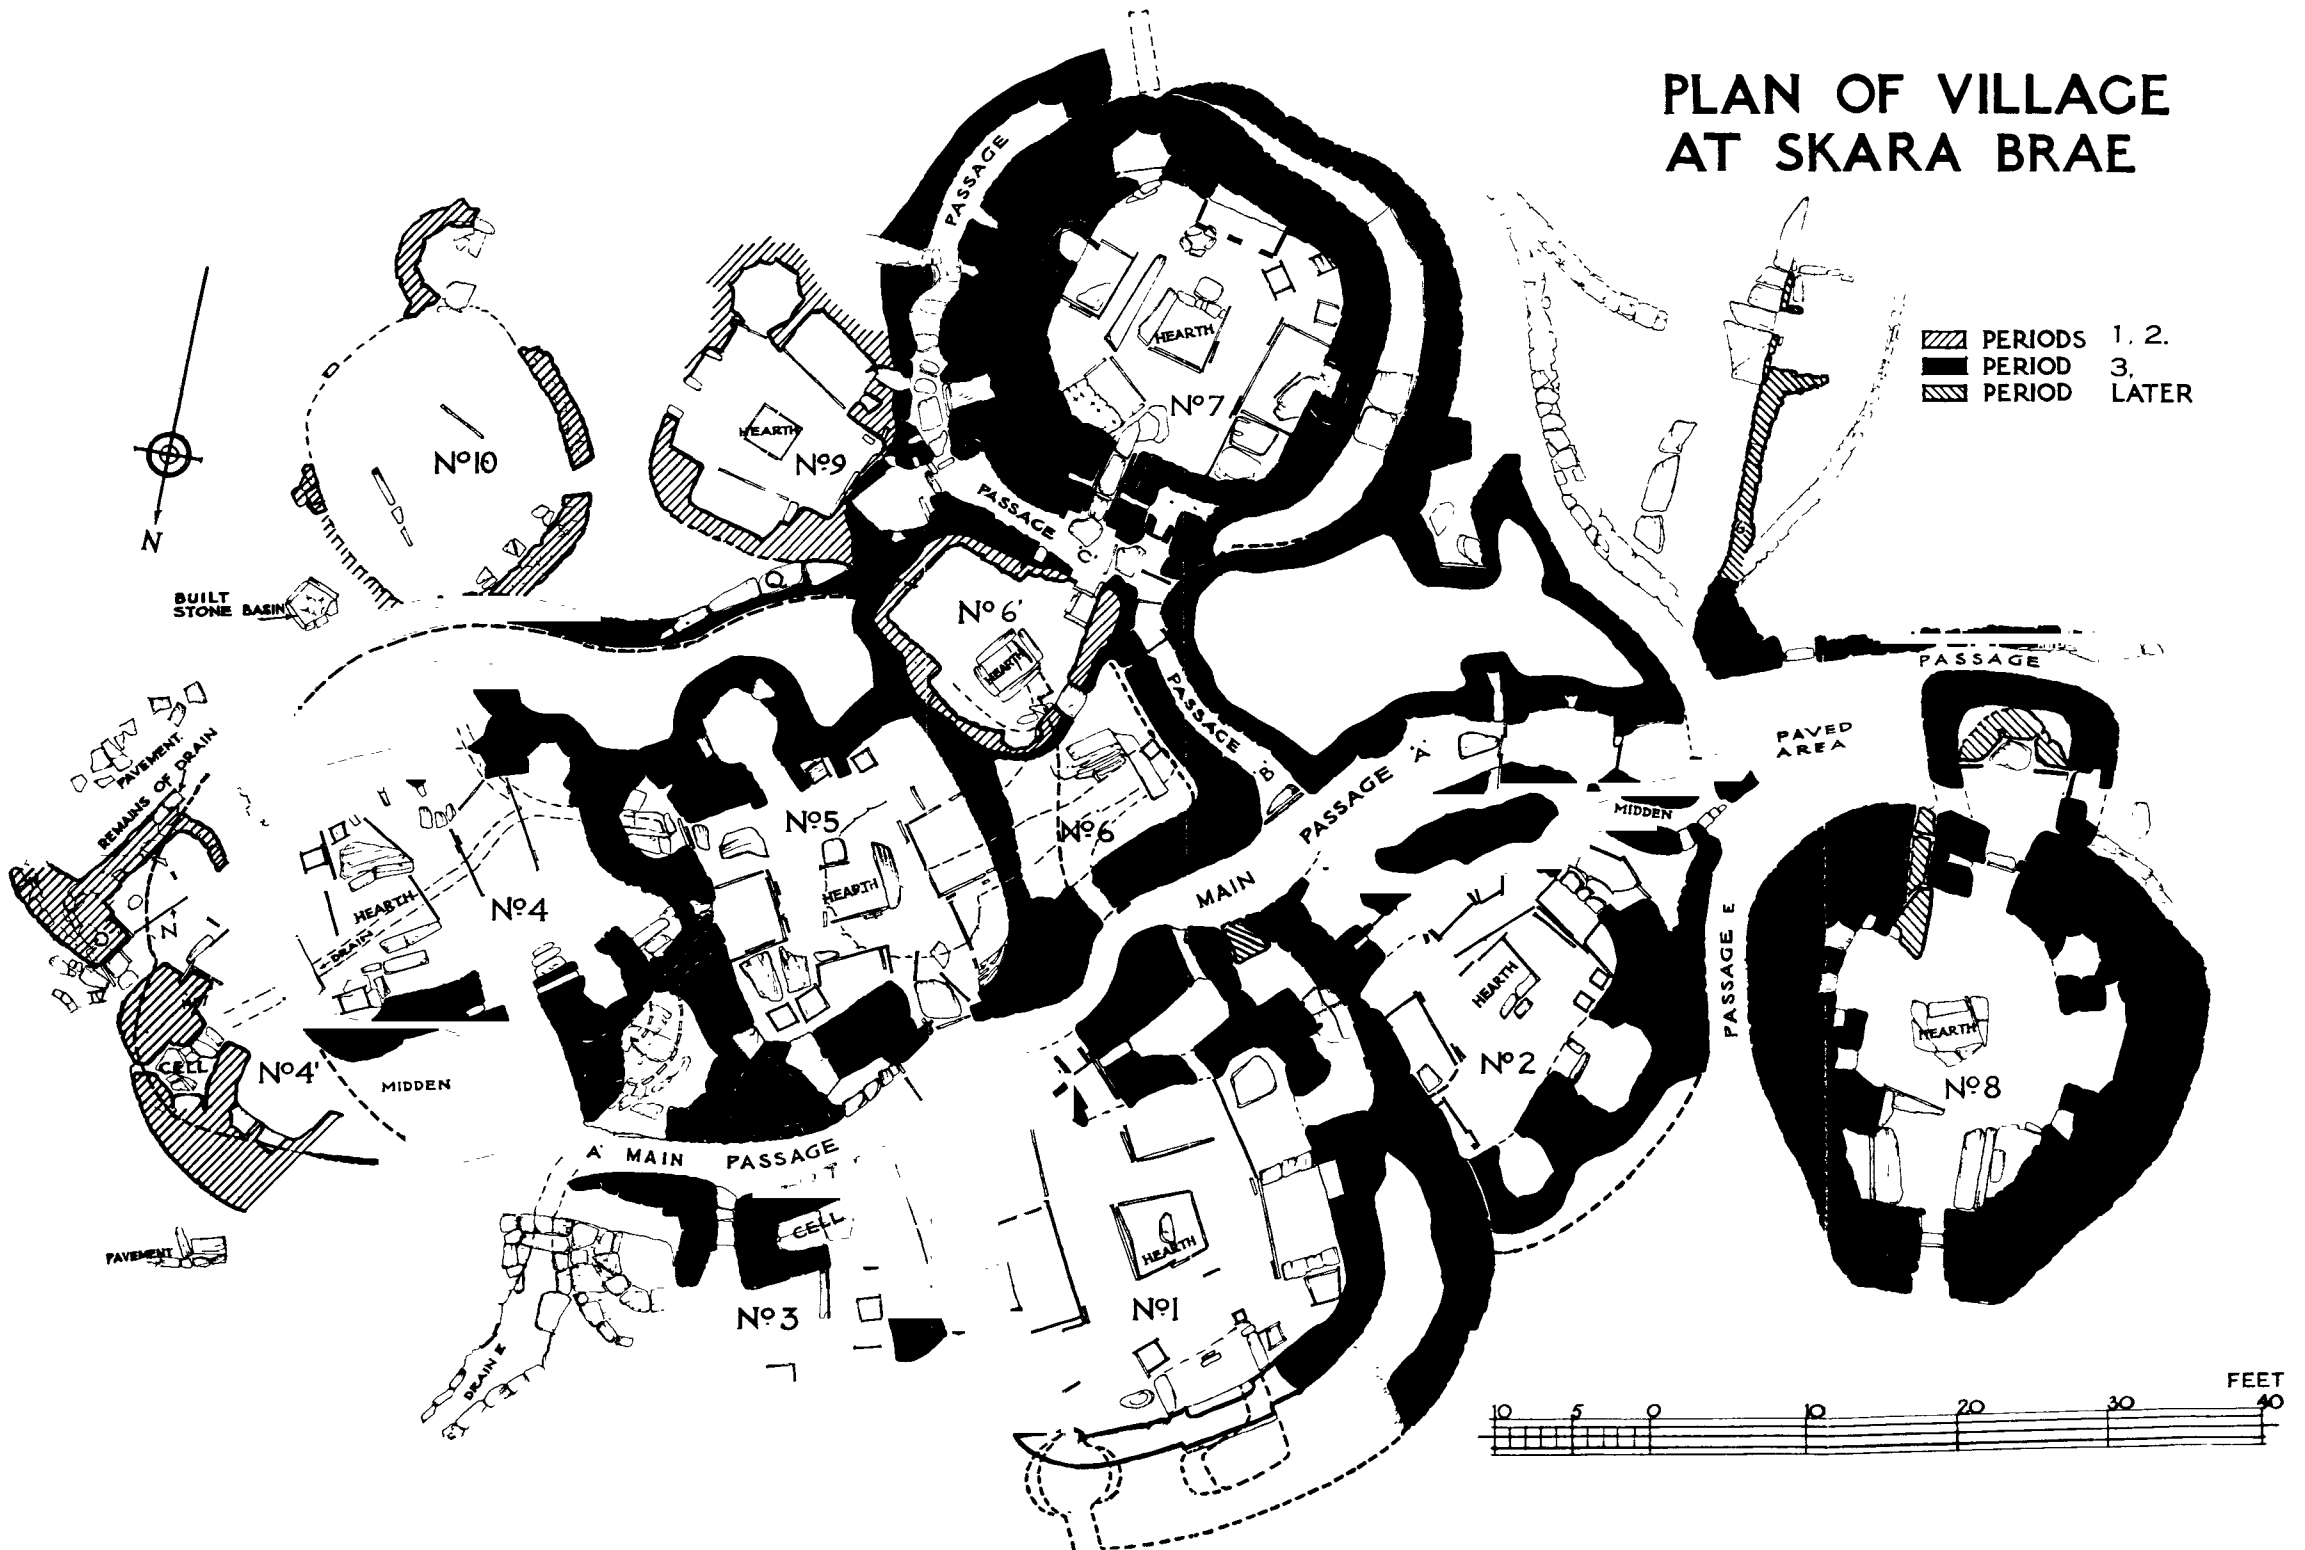 PLAN OF VILLAGE
AT SKARA BRAE
PERIODS 1, 2.
PERIOD 3,
PERIOD LATER
PASSAGE
HEARTH
Nº7
HEARTH
Nº9
Nº10
N
PASSAGE
'C'
BUILT
STONE BASIN
Nº6'
HEARTH
PASSAGE
'B'
PASSAGE
PAVED
AREA
PAVEMENT
REMAINS OF DRAIN
Nº5
HEARTH
Nº6
MAIN PASSAGE 'A'
MIDDEN
Nº4
HEARTH
DRAIN
N
PASSAGE E
HEARTH
Nº2
HEARTH
Nº8
CELL
Nº4'
MIDDEN
A' MAIN PASSAGE
CELL
PAVEMENT
Nº3
HEARTH
Nº1
DRAIN E
FEET
10 5 0 10 20 30 40